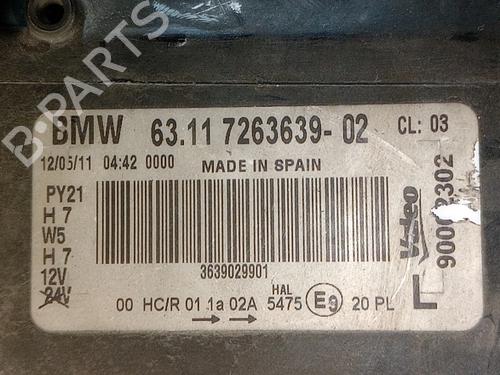 B-PARTS
BMW 63.11 7263639-02 CL: 03
12/05/11 04:42 0000 MADE IN SPAIN
PY21
H 7
W5
H 7
12V
24V
3639029901
HAL
00 HC/R 01 1a 02A 5475 E9 20 PL
Valeo
L